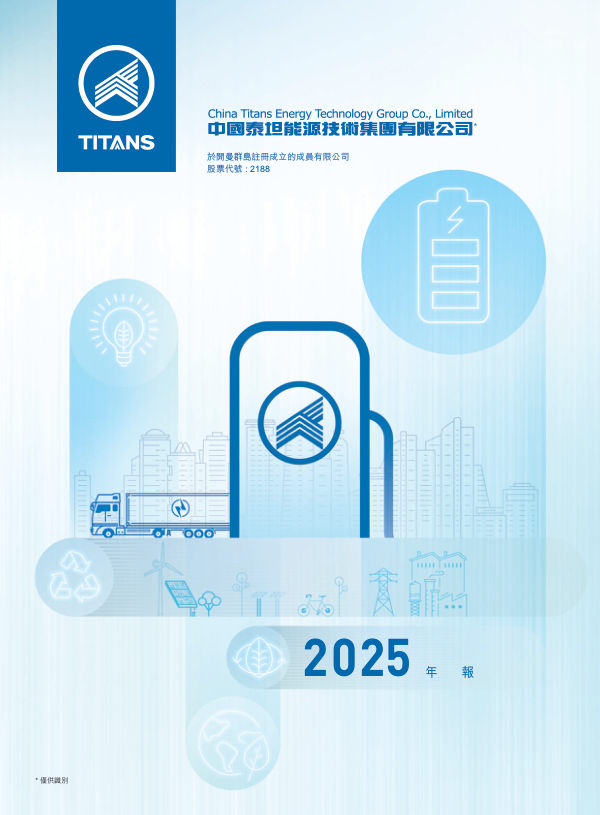 TITANS
China Titans Energy Technology Group Co., Limited
中國泰坦能源技術集團有限公司*
於開曼群島註冊成立的成員有限公司
股票代號 : 2188
2025 年 報
* 僅供識別